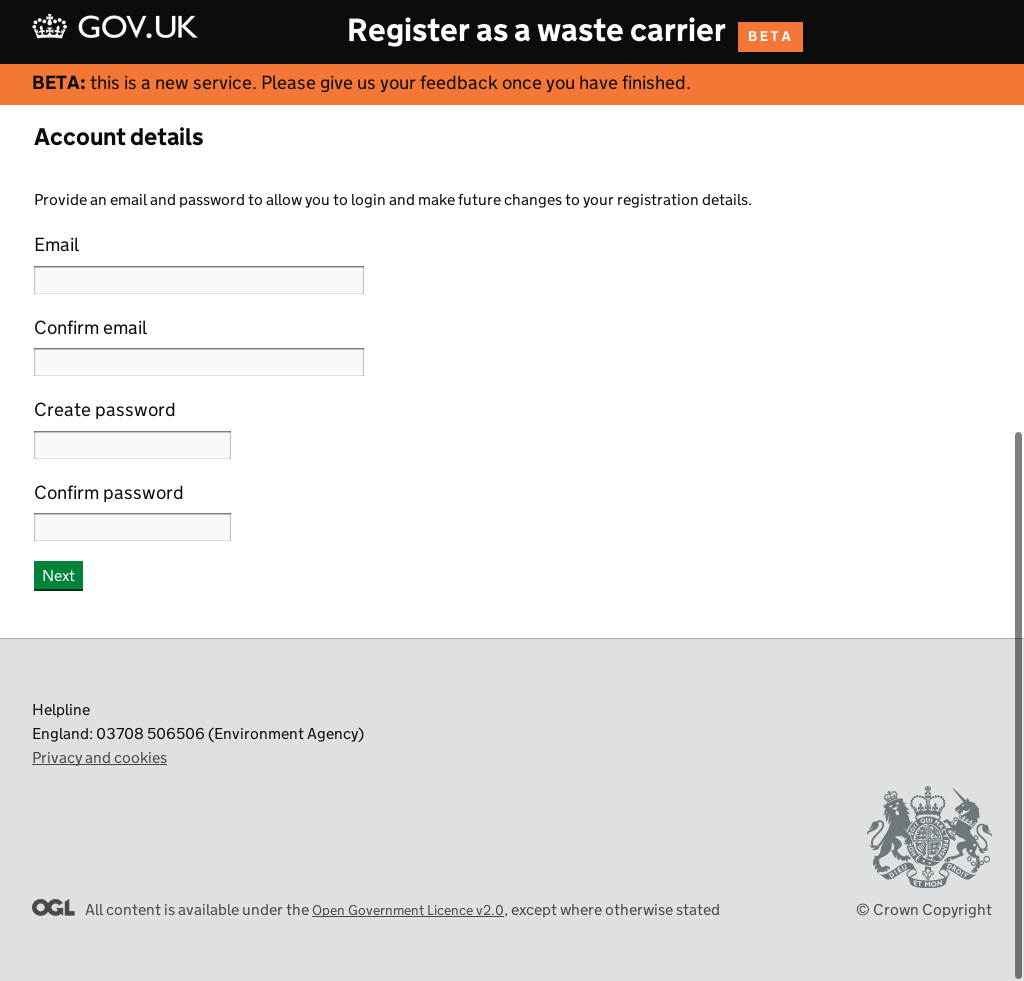 GOV.UK Register as a waste carrier BETA
BETA: this is a new service. Please give us your feedback once you have finished.
Account details
Provide an email and password to allow you to login and make future changes to your registration details.
Email
Confirm email
Create password
Confirm password
Next
Helpline
England: 03708 506506 (Environment Agency)
Privacy and cookies
DIEU ET MON DROIT
OGL All content is available under the Open Government Licence v2.0, except where otherwise stated
© Crown Copyright